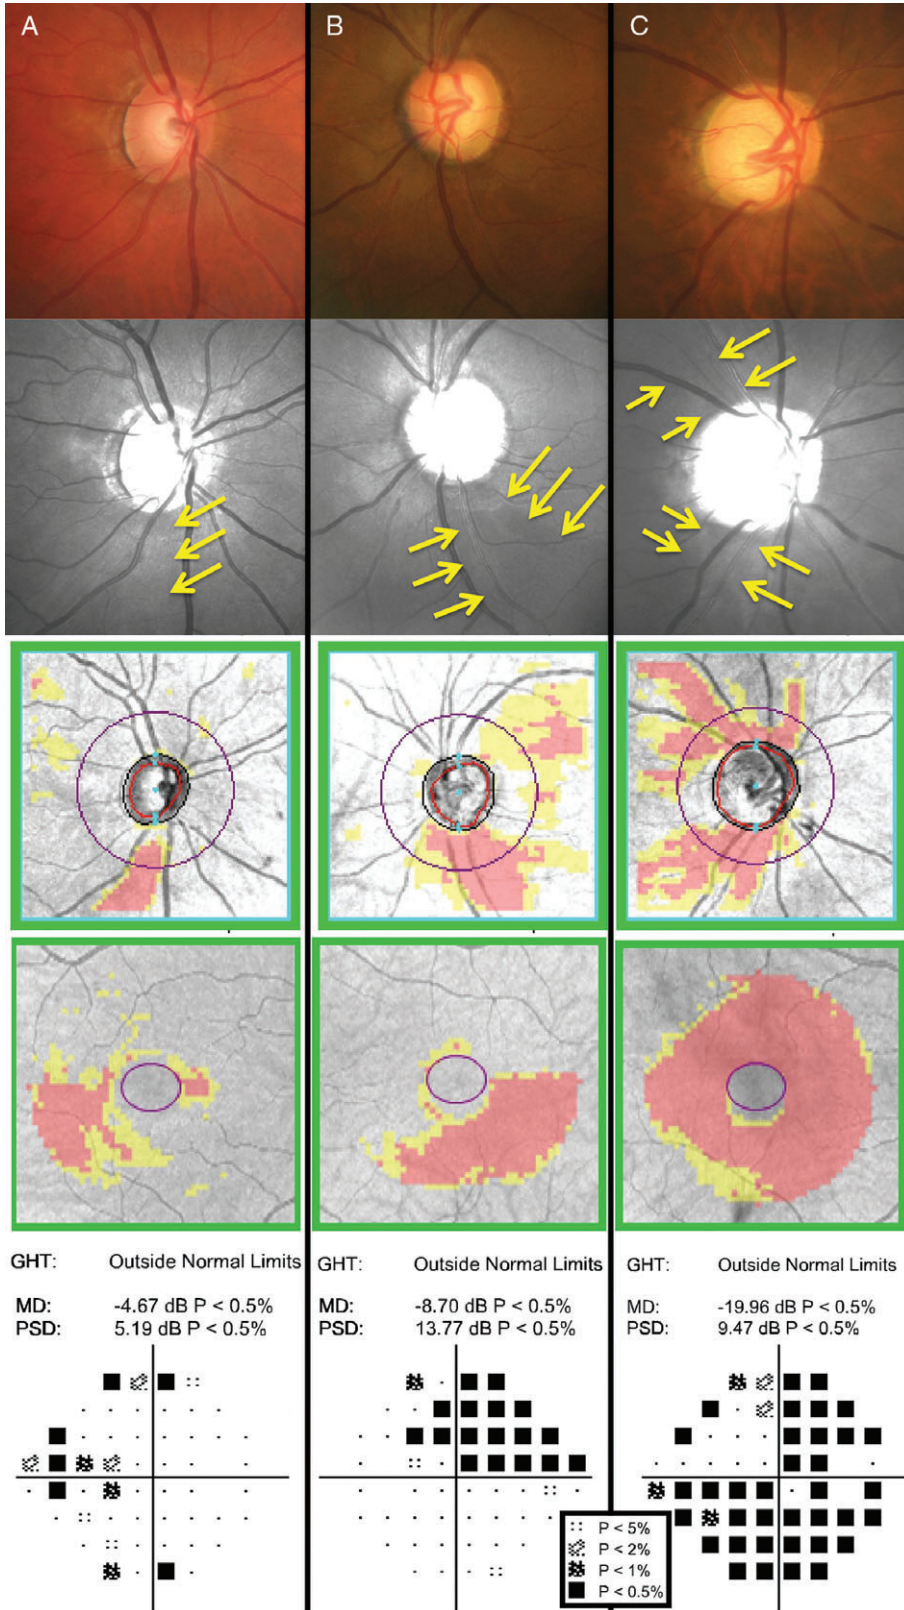 A B C
GHT: Outside Normal Limits
MD: -4.67 dB P < 0.5%
PSD: 5.19 dB P < 0.5%
GHT: Outside Normal Limits
MD: -8.70 dB P < 0.5%
PSD: 13.77 dB P < 0.5%
GHT: Outside Normal Limits
MD: -19.96 dB P < 0.5%
PSD: 9.47 dB P < 0.5%
P < 5%
P < 2%
P < 1%
P < 0.5%